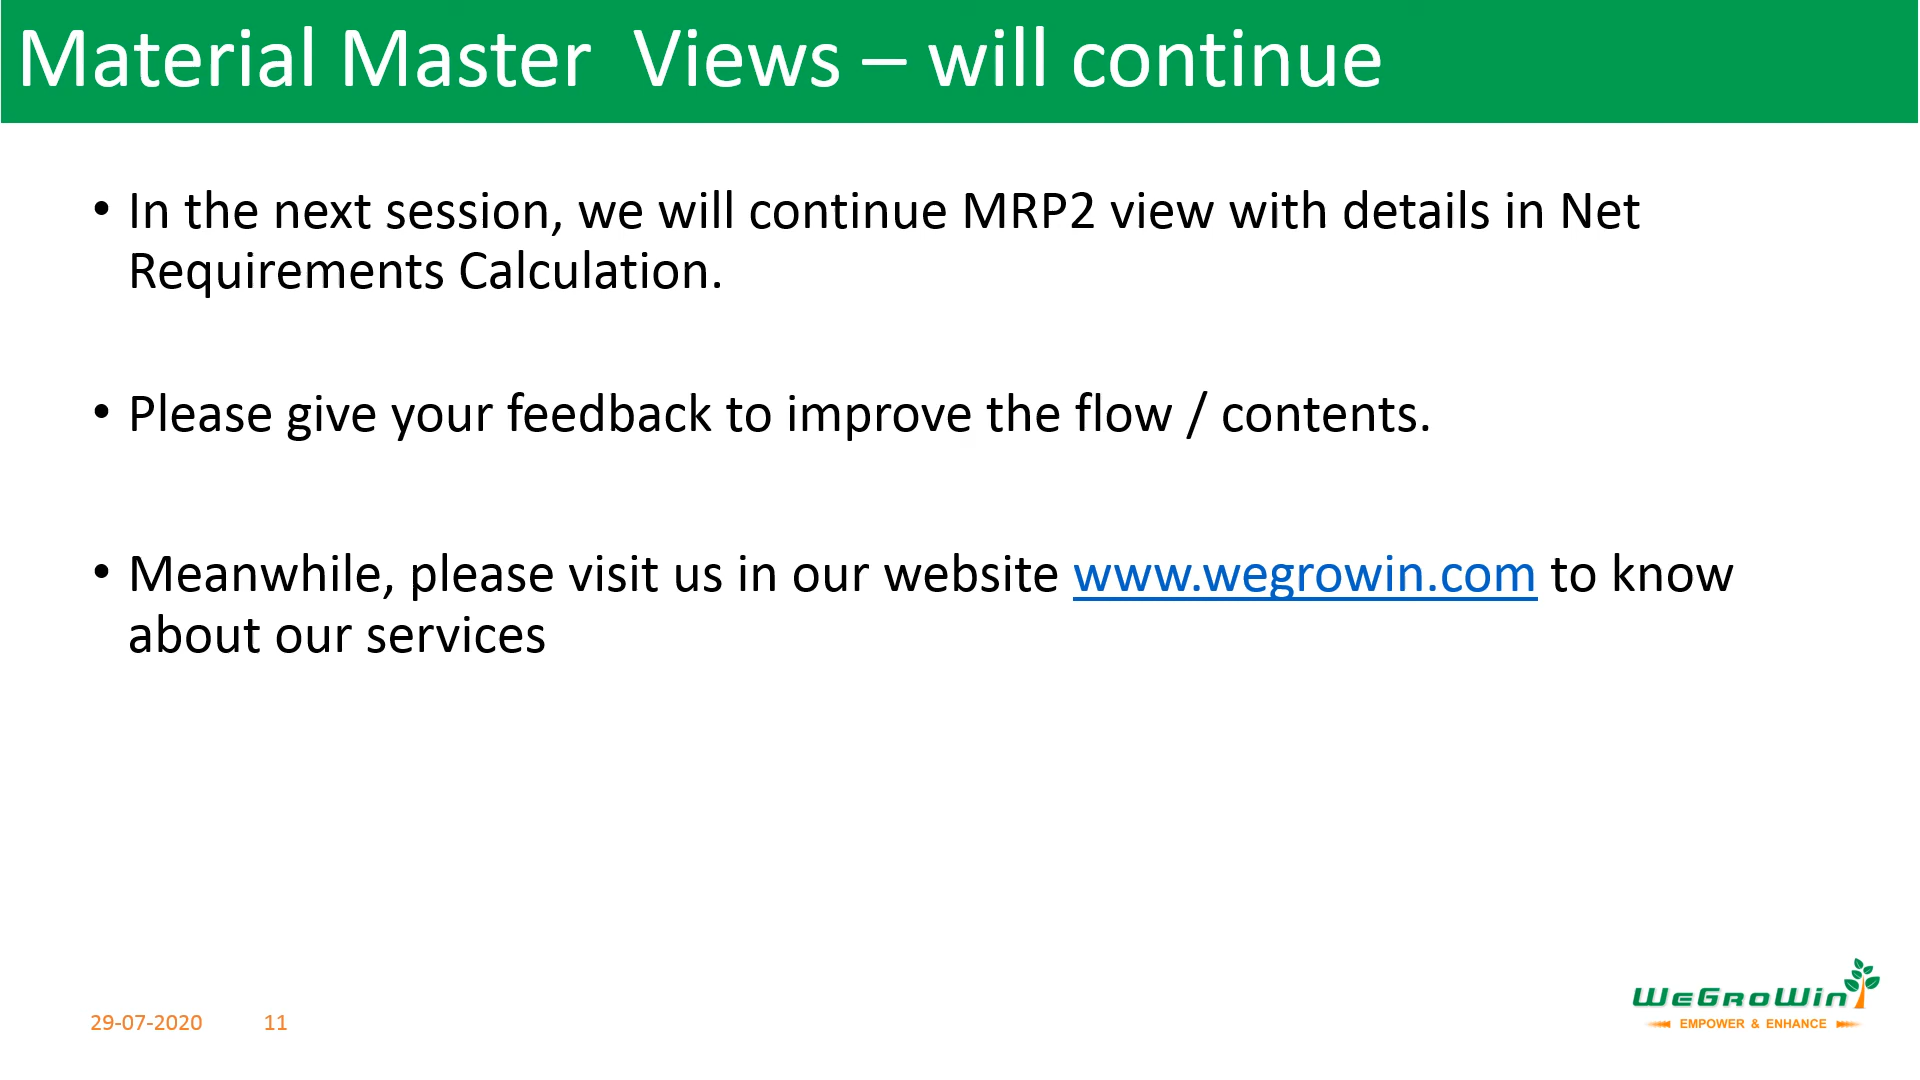 Material Master  Views – will continue
• In the next session, we will continue MRP2 view with details in Net
Requirements Calculation.
• Please give your feedback to improve the flow / contents.
• Meanwhile, please visit us in our website www.wegrowin.com to know
about our services
WeGroWin
EMPOWER & ENHANCE
29-07-2020 11